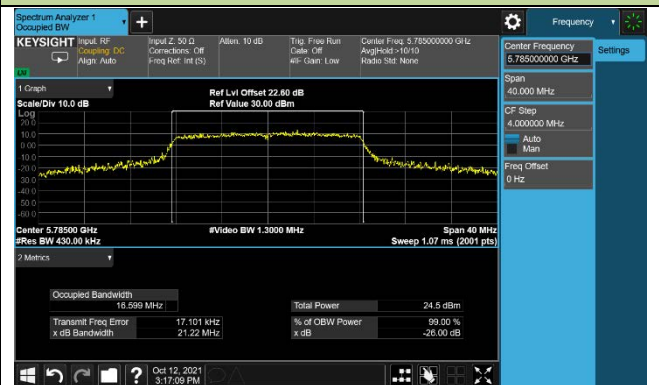 Spectrum Analyzer 1
Occupied BW
Frequency
KEYSIGHT
Input: RF
Coupling: DC
Align: Auto
Input Z: 50 Ω
Corrections: Off
Freq Ref: Int (S)
Atten: 10 dB
Trig: Free Run
Gate: Off
#IF Gain: Low
Center Freq: 5.785000000 GHz
Avg|Hold:>10/10
Radio Std: None
Center Frequency
5.785000000 GHz
Settings
Span
40.000 MHz
CF Step
4.000000 MHz
Auto
Man
Freq Offset
0 Hz
1 Graph
Scale/Div 10.0 dB
Ref Lvl Offset 22.60 dB
Ref Value 30.00 dBm
Log
20.0
10.0
0.00
-10.0
-20.0
-30.0
-40.0
-50.0
-60.0
Center 5.78500 GHz
#Res BW 430.00 kHz
#Video BW 1.3000 MHz
Span 40 MHz
Sweep 1.07 ms (2001 pts)
2 Metrics
Occupied Bandwidth
16.599 MHz
Transmit Freq Error 17.101 kHz
x dB Bandwidth 21.22 MHz
Total Power 24.5 dBm
% of OBW Power 99.00 %
x dB -26.00 dB
?
Oct 12, 2021
3:17:09 PM